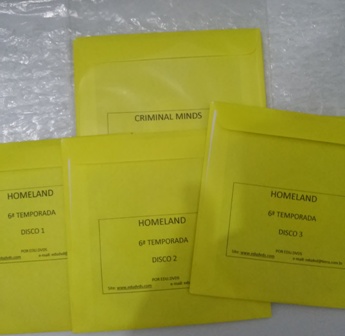 CRIMINAL MINDS
HOMELAND
6ª TEMPORADA
DISCO 1
HOMELAND
6ª TEMPORADA
DISCO 2
HOMELAND
6ª TEMPORADA
DISCO 3